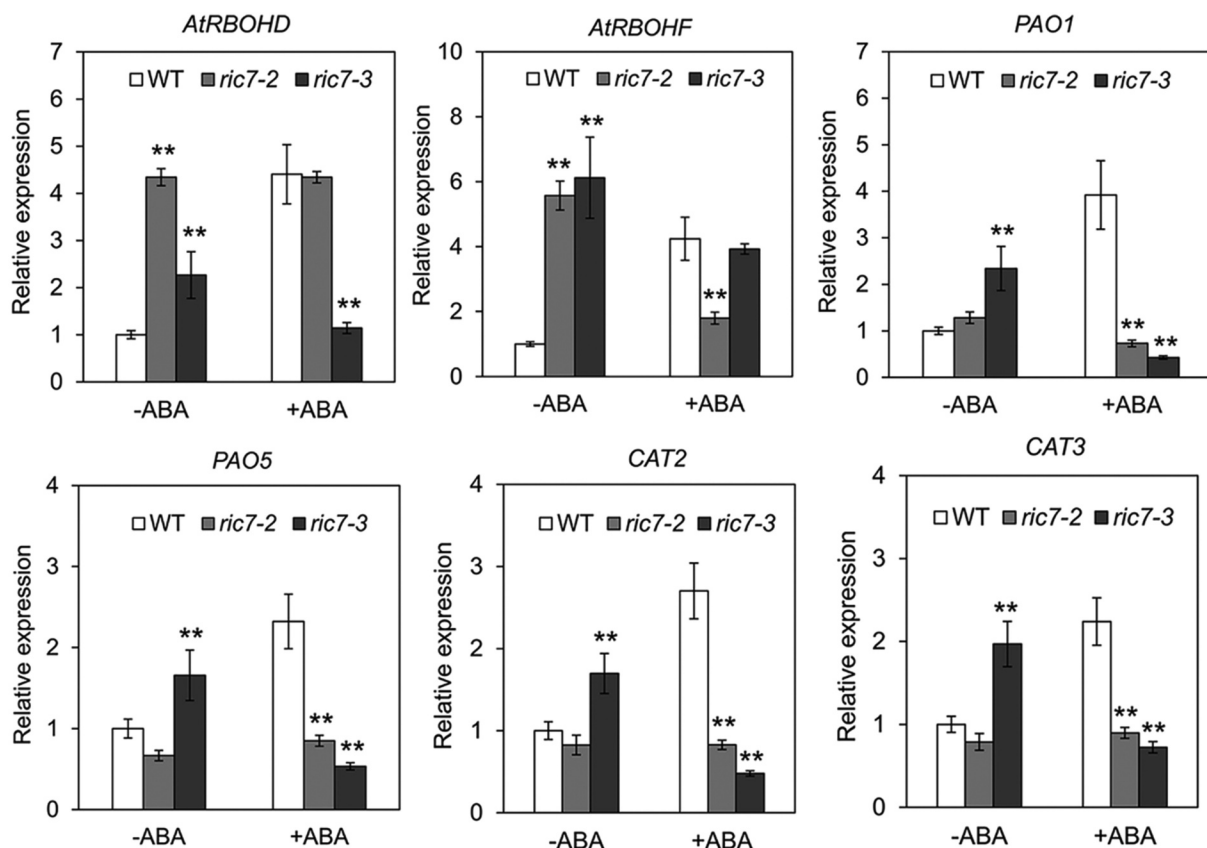 AtRBOHD
7
6
5
4
3
2
1
0
Relative expression
WT ric7-2 ric7-3
**
**
**
-ABA +ABA
AtRBOHF
10
8
6
4
2
0
Relative expression
WT ric7-2 ric7-3
**
**
**
-ABA +ABA
PAO1
7
6
5
4
3
2
1
0
Relative expression
WT ric7-2 ric7-3
**
**
**
-ABA +ABA
PAO5
4
3
2
1
0
Relative expression
WT ric7-2 ric7-3
**
**
**
-ABA +ABA
CAT2
4
3
2
1
0
Relative expression
WT ric7-2 ric7-3
**
**
**
-ABA +ABA
CAT3
4
3
2
1
0
Relative expression
WT ric7-2 ric7-3
**
**
**
-ABA +ABA